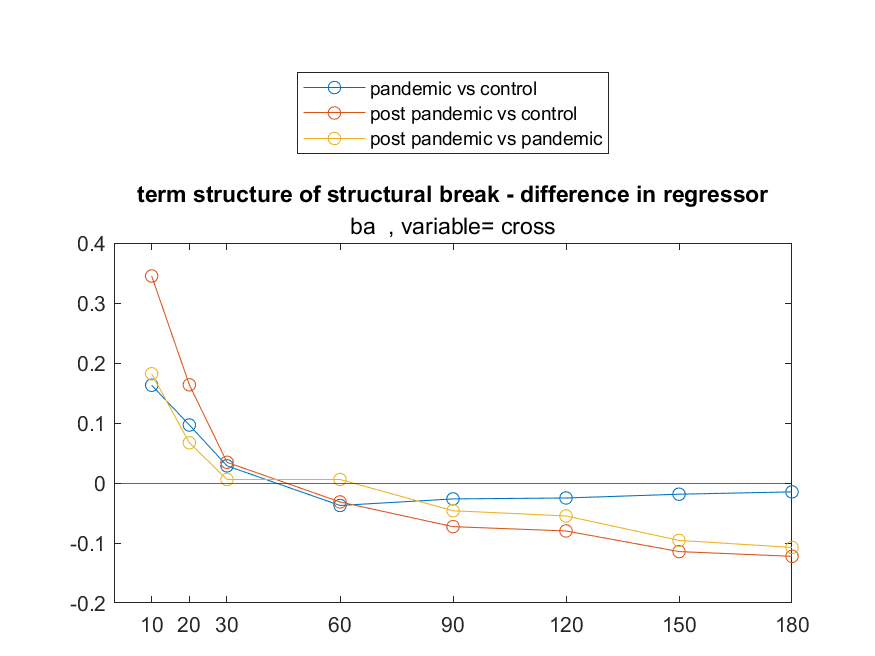 pandemic vs control
post pandemic vs control
post pandemic vs pandemic
term structure of structural break - difference in regressor
ba , variable= cross
0.4
0.3
0.2
0.1
0
-0.1
-0.2
10 20 30 60 90 120 150 180